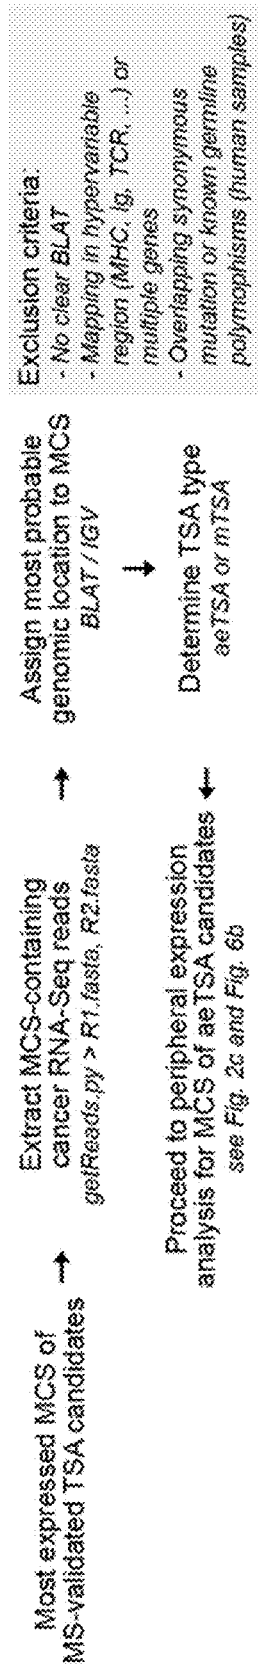 Most expressed MCS of
MS-validated TSA candidates
Extract MCS-containing
cancer RNA-Seq reads
getReads.py > R1.fasta, R2.fasta
Assign most probable
genomic location to MCS
BLAT / IGV
Exclusion criteria:
- No clear BLAT
- Mapping in hypervariable
region (MHC, Ig, TCR, ...) or
multiple genes
- Overlapping synonymous
mutation or known germline
polymophisms (human samples)
Determine TSA type
aeTSA or mTSA
Proceed to peripheral expression
analysis for MCS of aeTSA candidates
see Fig. 2c and Fig. 6b